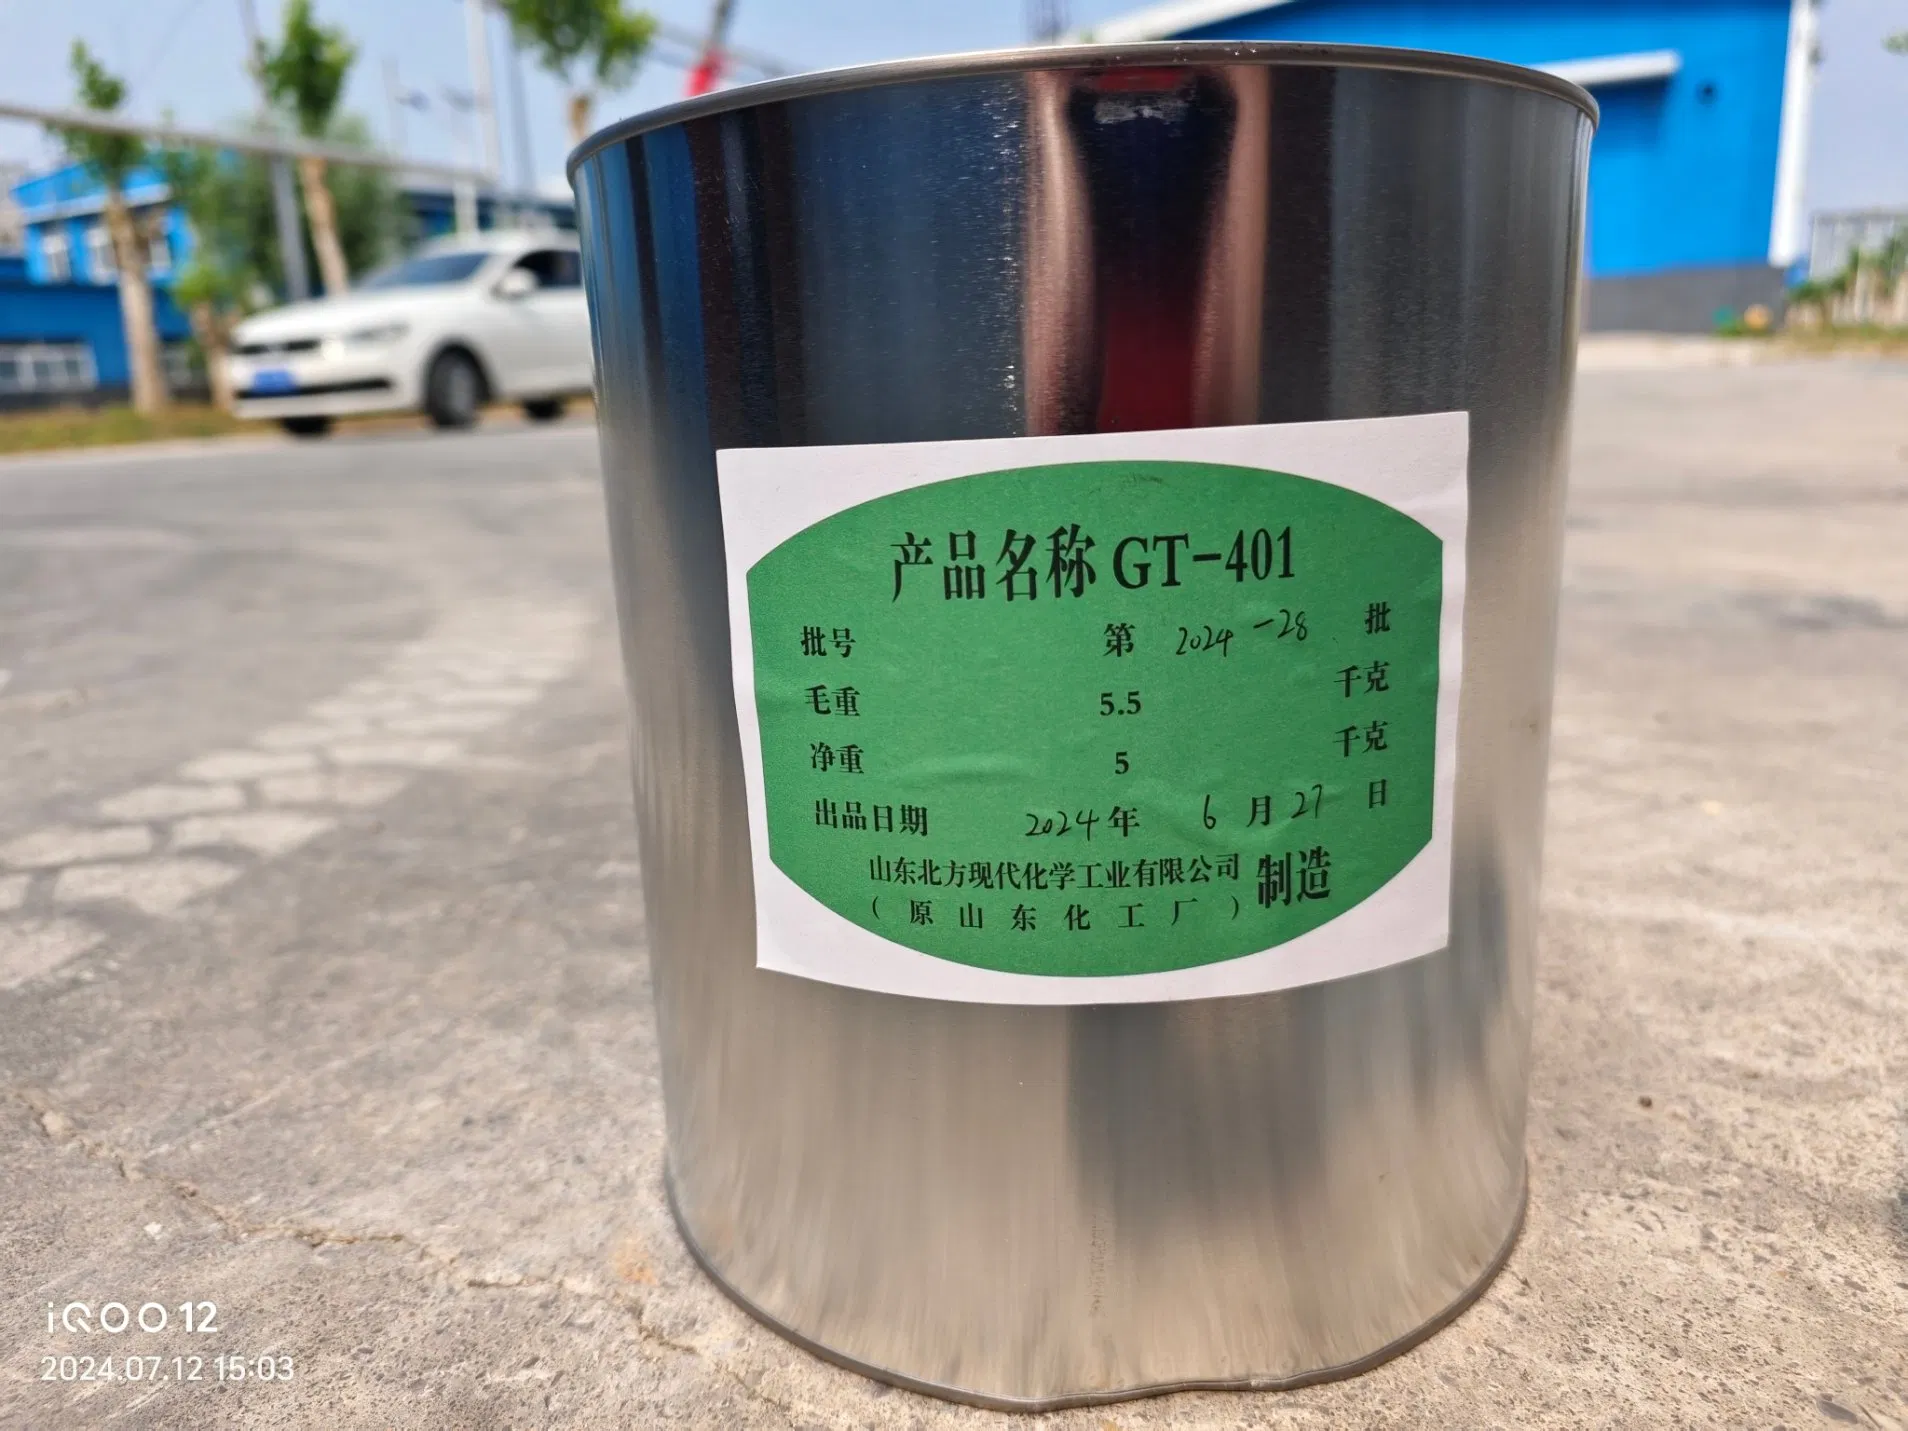 产品名称 GT-401
批号 第 2024-28 批
毛重 5.5 千克
净重 5 千克
出品日期 2024年 6月27日
山东北方现代化学工业有限公司 制造
（原山东化工厂）
iQOO 12
2024.07.12 15:03